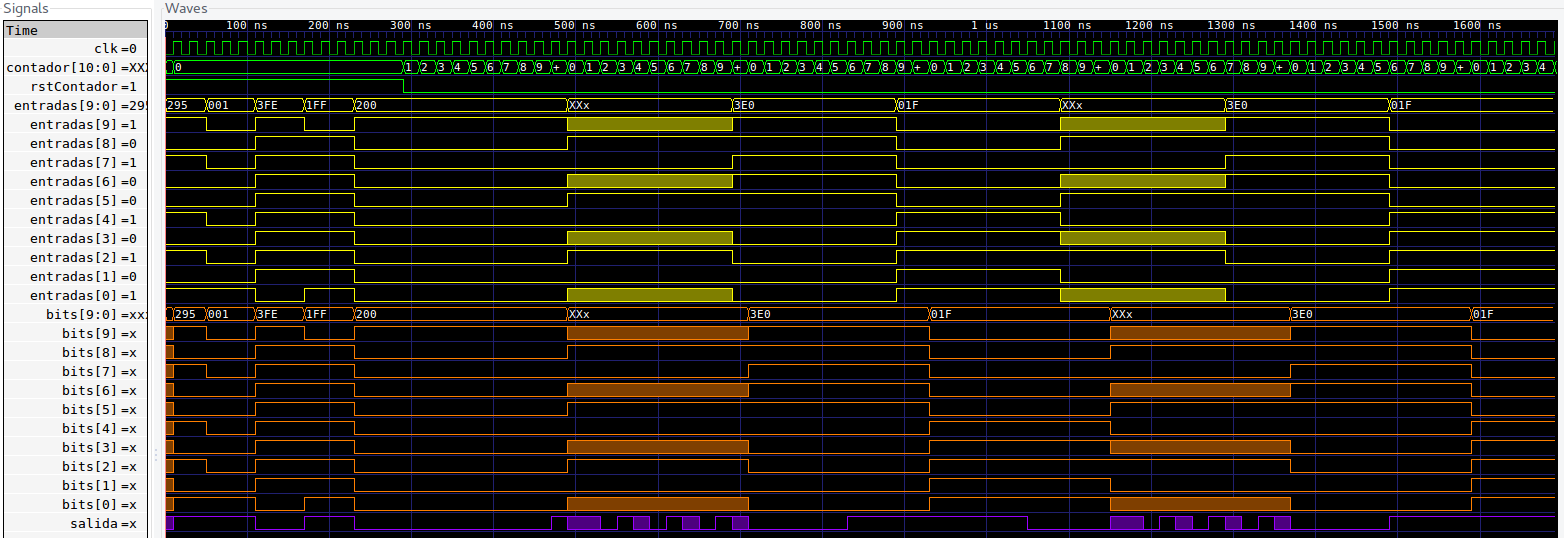 Signals Waves
Time 0 100 ns 200 ns 300 ns 400 ns 500 ns 600 ns 700 ns 800 ns 900 ns 1 us 1100 ns 1200 ns 1300 ns 1400 ns 1500 ns 1600 ns
clk=0
contador[10:0]=XXX 0 1 2 3 4 5 6 7 8 9 + 0 1 2 3 4 5 6 7 8 9 + 0 1 2 3 4 5 6 7 8 9 + 0 1 2 3 4 5 6 7 8 9 + 0 1 2 3 4 5 6 7 8 9 + 0 1 2 3 4 5 6 7 8 9 + 0 1 2 3 4
rstContador=1
entradas[9:0]=295 295 001 3FE 1FF 200 XXx 3E0 01F XXx 3E0 01F
entradas[9]=1
entradas[8]=0
entradas[7]=1
entradas[6]=0
entradas[5]=0
entradas[4]=1
entradas[3]=0
entradas[2]=1
entradas[1]=0
entradas[0]=1
bits[9:0]=xxx 295 001 3FE 1FF 200 XXx 3E0 01F XXx 3E0 01F
bits[9]=x
bits[8]=x
bits[7]=x
bits[6]=x
bits[5]=x
bits[4]=x
bits[3]=x
bits[2]=x
bits[1]=x
bits[0]=x
salida=x